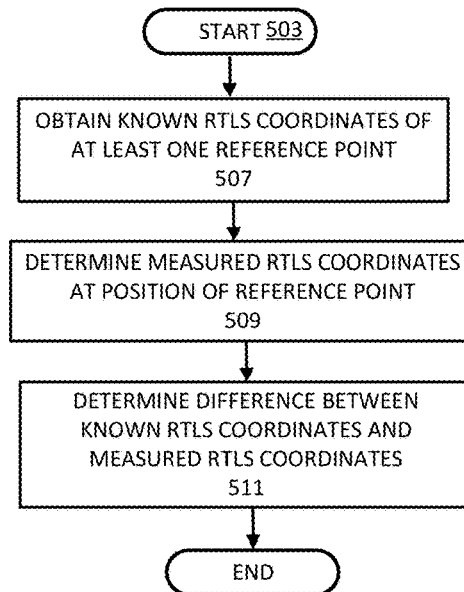 START 503
OBTAIN KNOWN RTLS COORDINATES OF
AT LEAST ONE REFERENCE POINT
507
DETERMINE MEASURED RTLS COORDINATES
AT POSITION OF REFERENCE POINT
509
DETERMINE DIFFERENCE BETWEEN
KNOWN RTLS COORDINATES AND
MEASURED RTLS COORDINATES
511
END